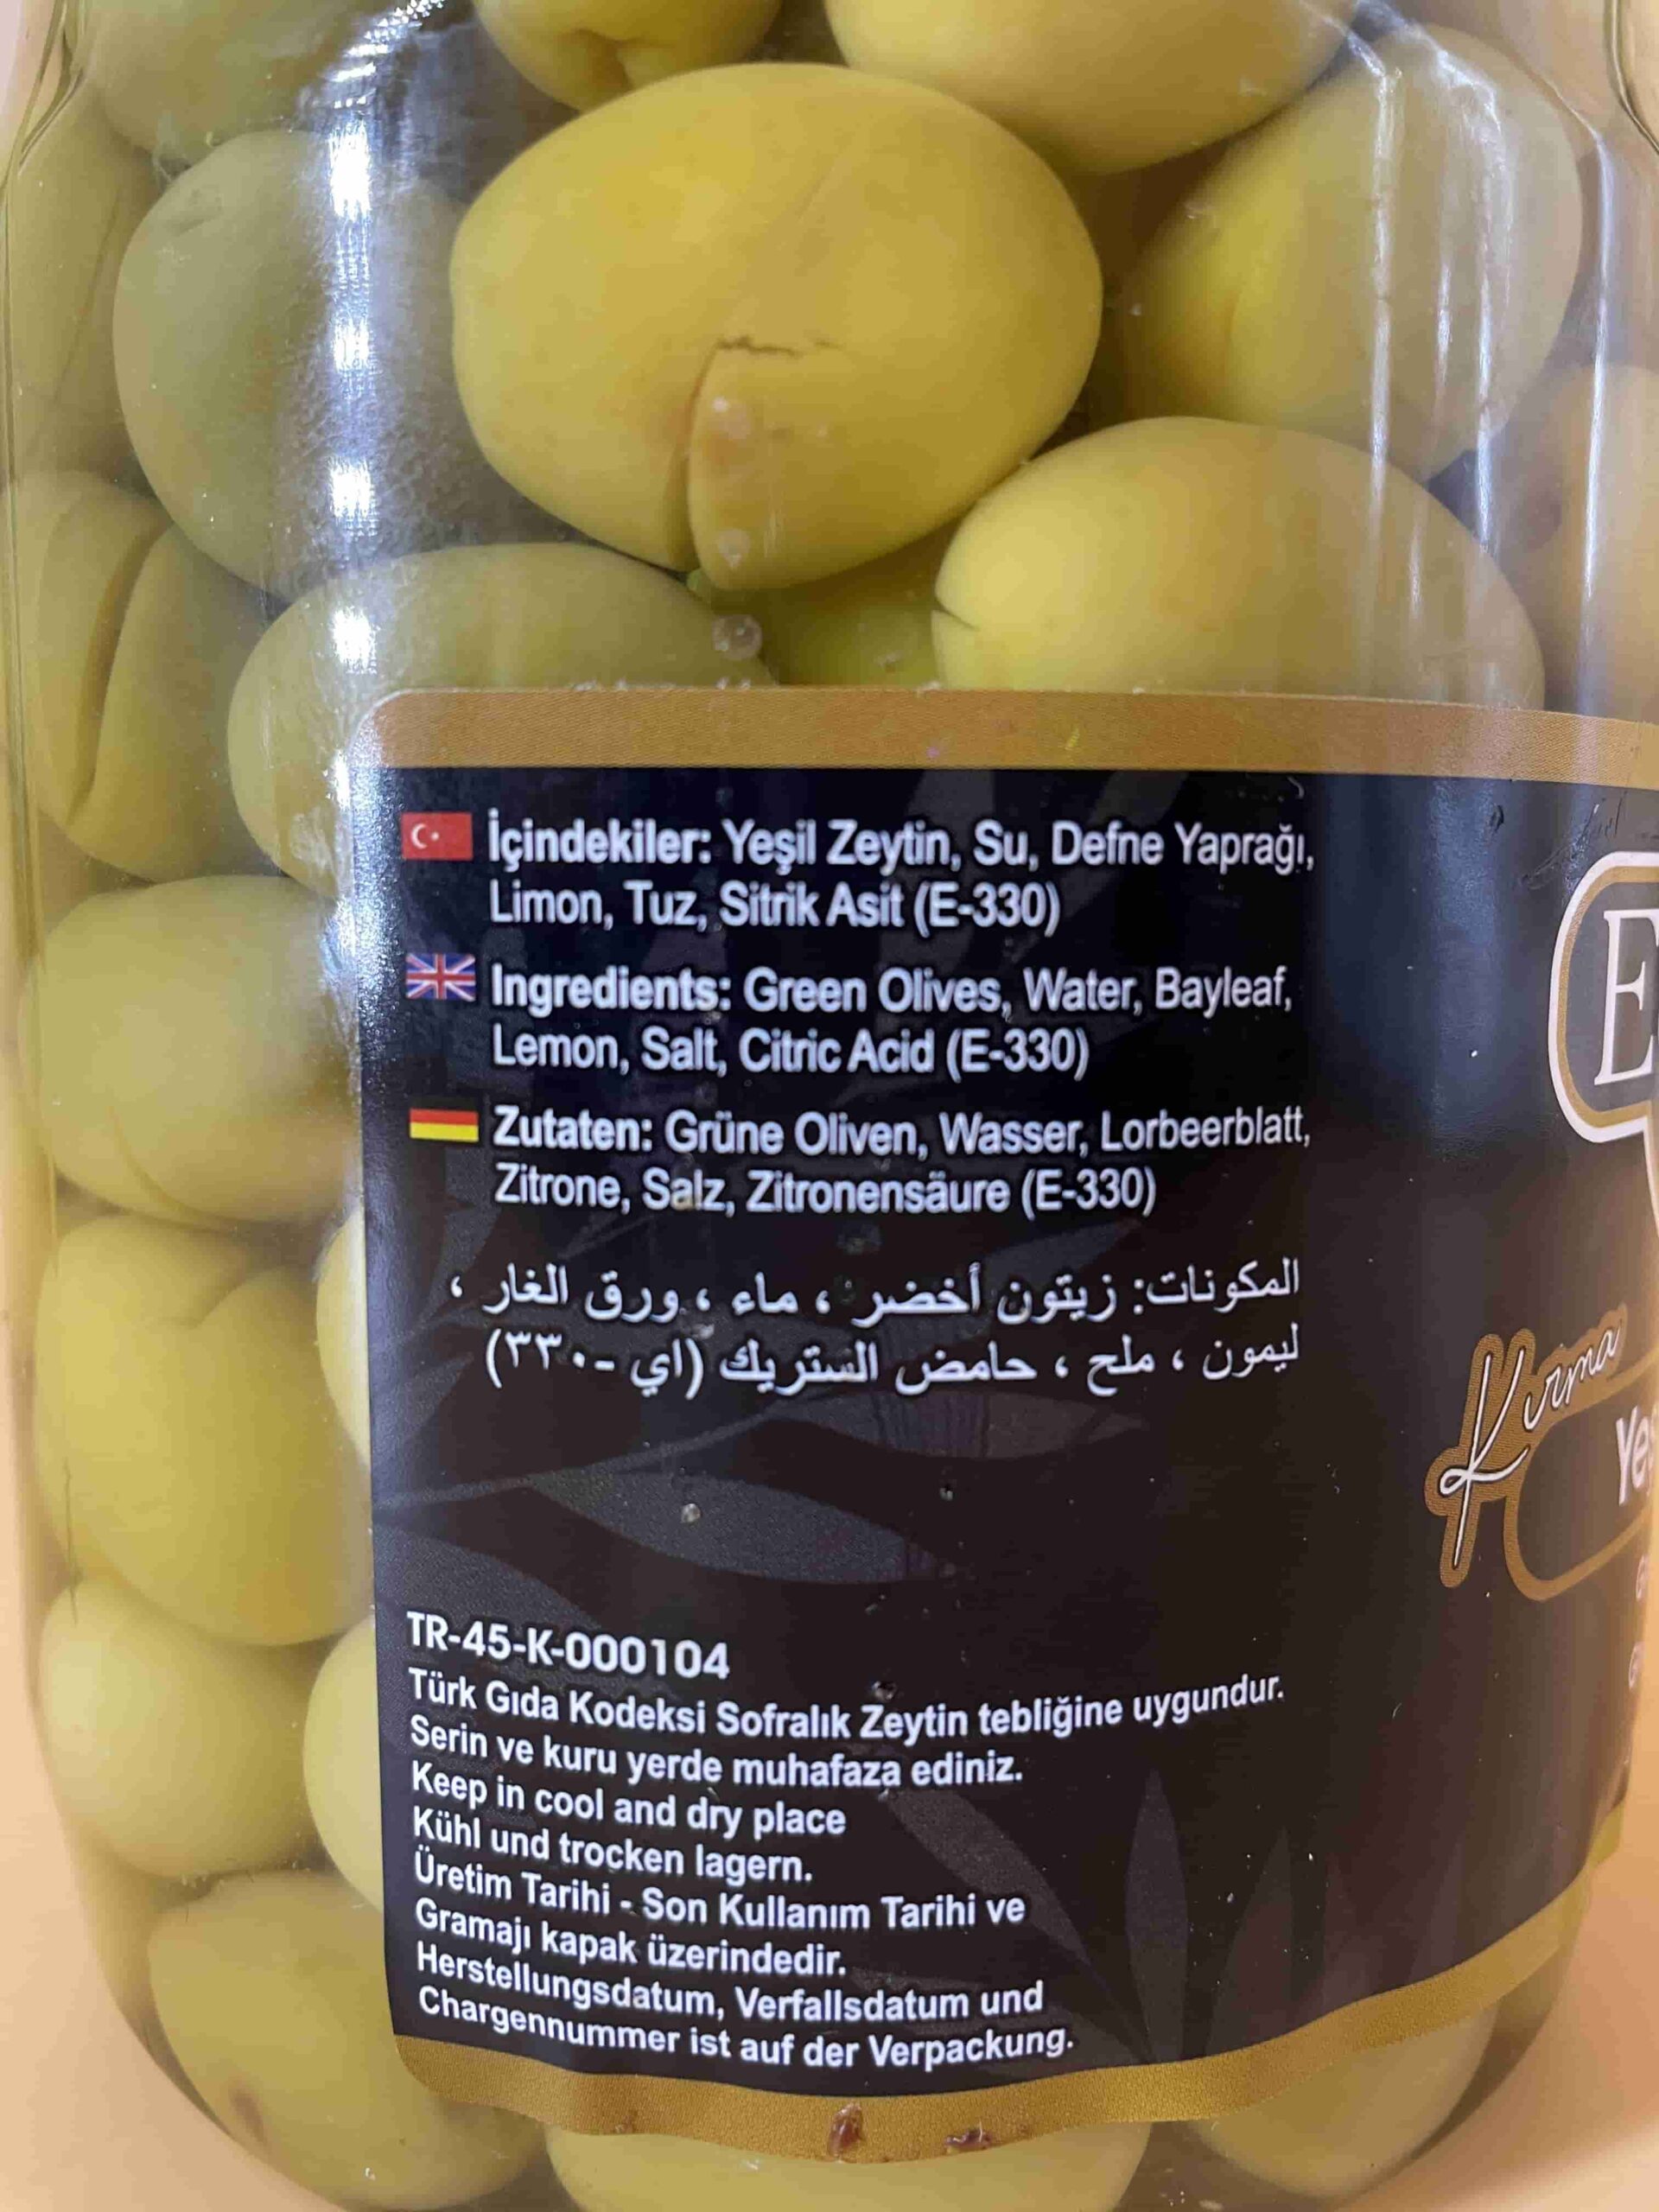 İçindekiler: Yeşil Zeytin, Su, Defne Yaprağı,
Limon, Tuz, Sitrik Asit (E-330)
Ingredients: Green Olives, Water, Bayleaf,
Lemon, Salt, Citric Acid (E-330)
Zutaten: Grüne Oliven, Wasser, Lorbeerblatt,
Zitrone, Salz, Zitronensäure (E-330)
المكونات: زيتون أخضر ، ماء ، ورق الغار ،
ليمون ، ملح ، حامض الستريك (اي -٣٣٠)
TR-45-K-000104
Türk Gıda Kodeksi Sofralık Zeytin tebliğine uygundur.
Serin ve kuru yerde muhafaza ediniz.
Keep in cool and dry place
Kühl und trocken lagern.
Üretim Tarihi - Son Kullanım Tarihi ve
Gramajı kapak üzerindedir.
Herstellungsdatum, Verfallsdatum und
Chargennummer ist auf der Verpackung.
E
Kırma
Yeş